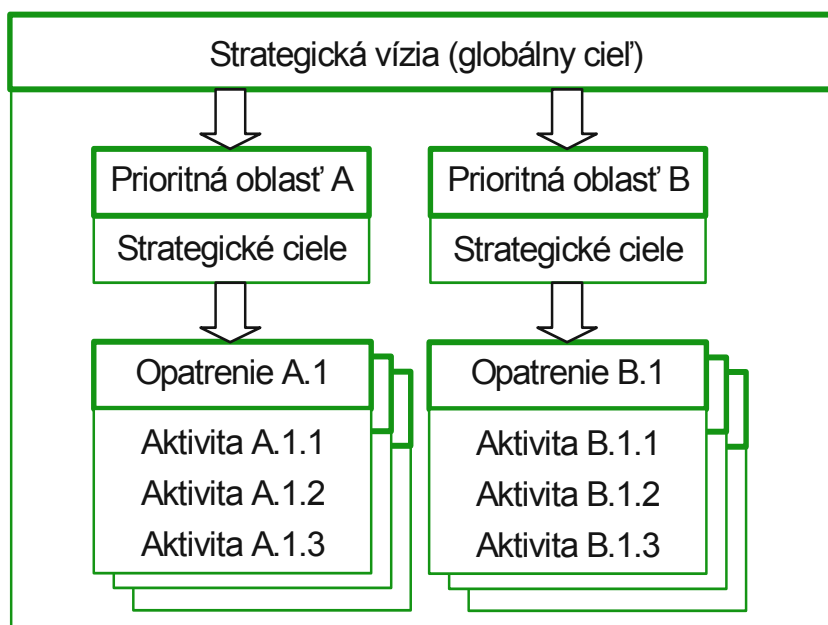 Strategická vízia (globálny cieľ)
Prioritná oblasť A
Strategické ciele
Opatrenie A.1
Aktivita A.1.1
Aktivita A.1.2
Aktivita A.1.3
Prioritná oblasť B
Strategické ciele
Opatrenie B.1
Aktivita B.1.1
Aktivita B.1.2
Aktivita B.1.3